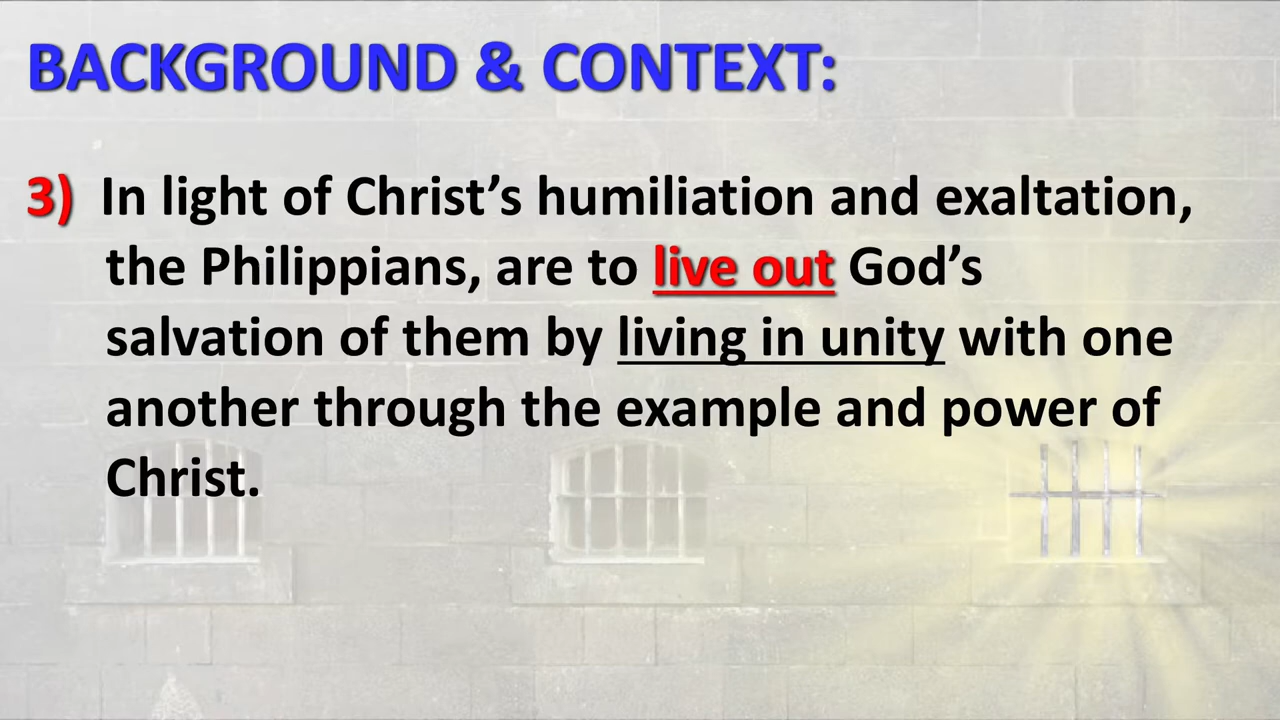 BACKGROUND & CONTEXT:
3) In light of Christ’s humiliation and exaltation,
the Philippians, are to live out God’s
salvation of them by living in unity with one
another through the example and power of
Christ.